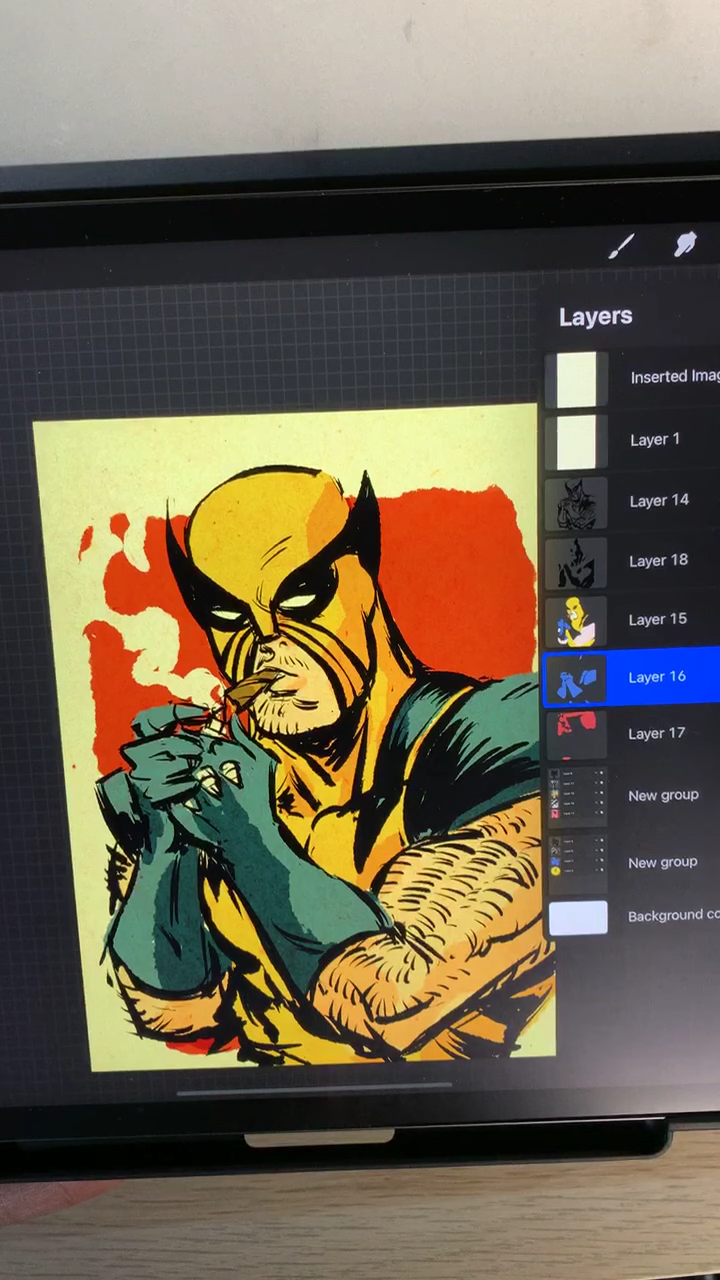 Layers
Inserted Imag
Layer 1
Layer 14
Layer 18
Layer 15
Layer 16
Layer 17
New group
New group
Background co